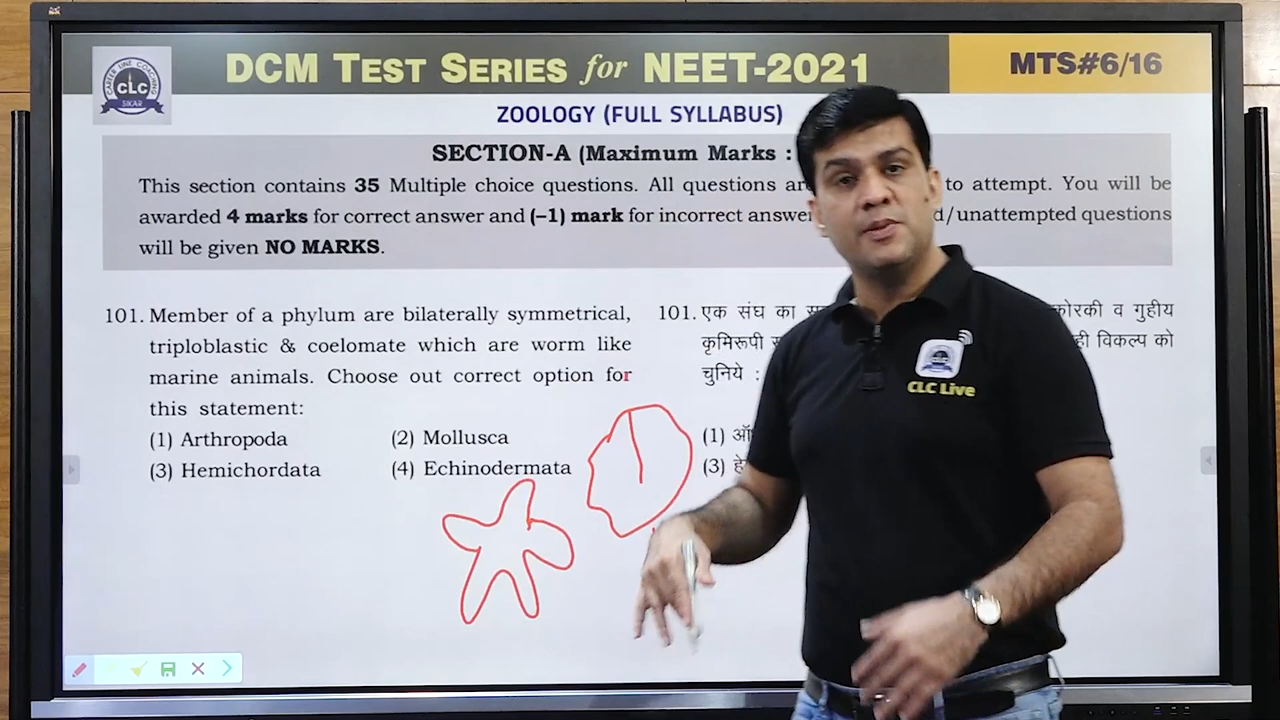 DCM TEST SERIES for NEET-2021
MTS#6/16
CAREER LINE COACHING
CLC
SIKAR
ZOOLOGY (FULL SYLLABUS)
SECTION-A (Maximum Marks :
This section contains 35 Multiple choice questions. All questions to attempt. You will be
awarded 4 marks for correct answer and (–1) mark for incorrect /unattempted questions
will be given NO MARKS.
101. Member of a phylum are bilaterally symmetrical,
triploblastic & coelomate which are worm like
marine animals. Choose out correct option for
this statement:
(1) Arthropoda (2) Mollusca
(3) Hemichordata (4) Echinodermata
101. एक संघ का व गुहीय
कृमिरूपी विकल्प को
चुनिये :
(1)
(3)
CLC Live